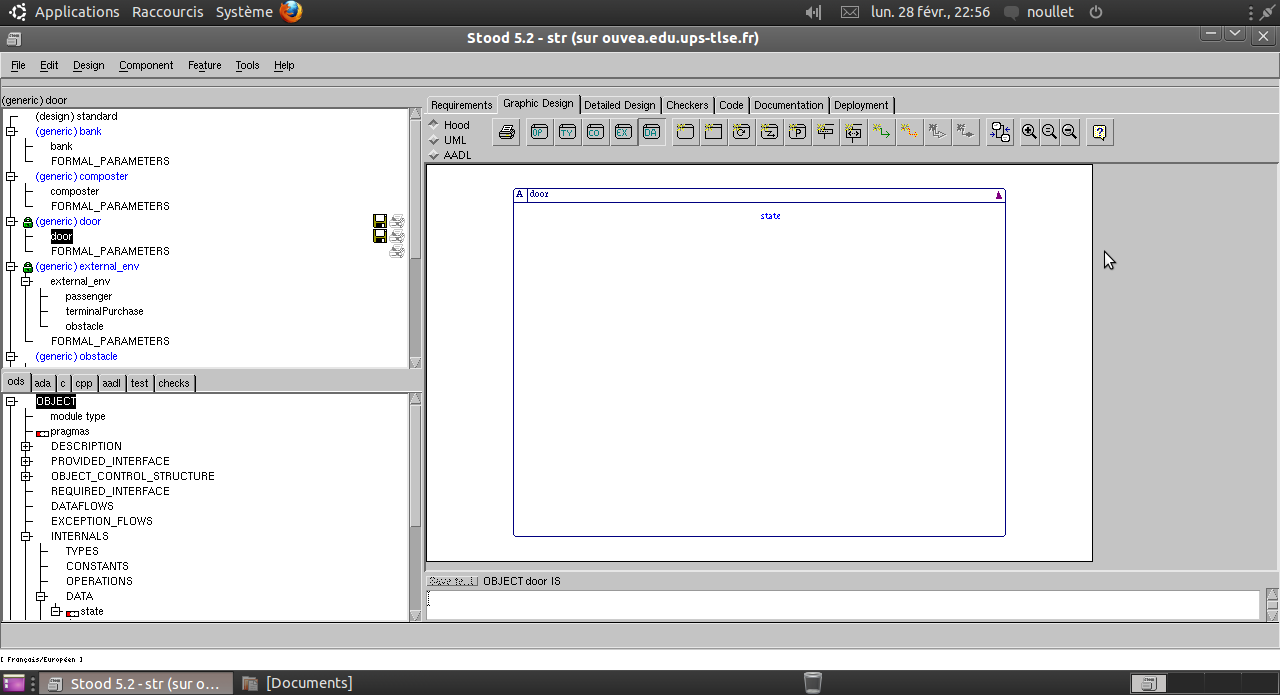 Applications Raccourcis Système lun. 28 févr., 22:56 noullet
Stood 5.2 - str (sur ouvea.edu.ups-tlse.fr)
File Edit Design Component Feature Tools Help
(generic) door
(design) standard
(generic) bank
bank
FORMAL_PARAMETERS
(generic) composter
composter
FORMAL_PARAMETERS
(generic) door
door
FORMAL_PARAMETERS
(generic) external_env
external_env
passenger
terminalPurchase
obstacle
FORMAL_PARAMETERS
(generic) obstacle
ods ada c cpp aadl test checks
OBJECT
module type
pragmas
DESCRIPTION
PROVIDED_INTERFACE
OBJECT_CONTROL_STRUCTURE
REQUIRED_INTERFACE
DATAFLOWS
EXCEPTION_FLOWS
INTERNALS
TYPES
CONSTANTS
OPERATIONS
DATA
state
Requirements Graphic Design Detailed Design Checkers Code Documentation Deployment
Hood
UML
AADL
OP TY CO EX DA
P
A door
state
OBJECT door IS
[ Français/Européen ]
Stood 5.2 - str (sur o... [Documents]